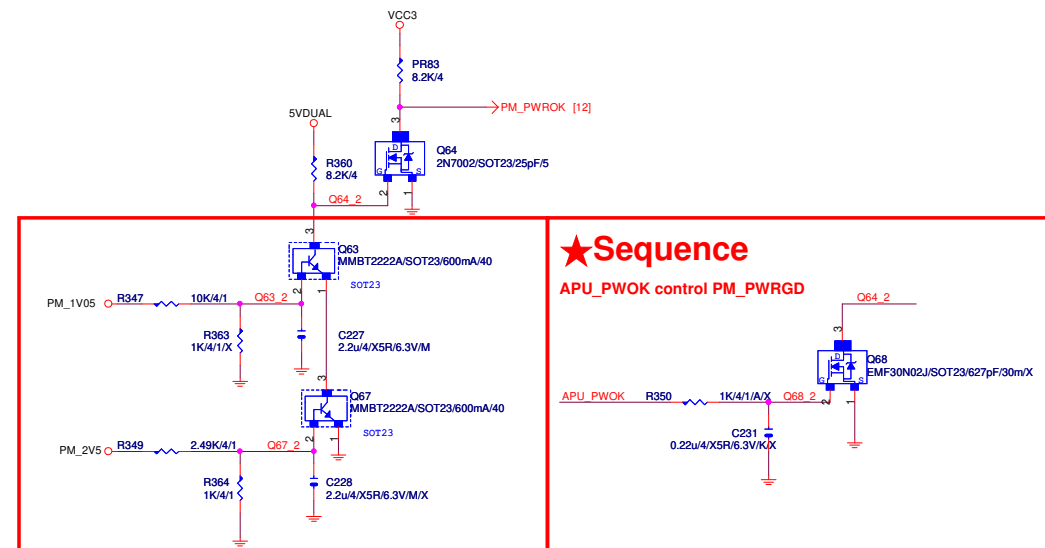 VCC3
PR83
8.2K/4
PM_PWROK [12]
3
5VDUAL
D
G
S
Q64
2N7002/SOT23/25pF/5
R360
8.2K/4
2
1
Q64_2
3
Q63
MMBT2222A/SOT23/600mA/40
SOT23
2
1
PM_1V05
R347
10K/4/1
Q63_2
R363
1K/4/1/X
C227
2.2u/4/X5R/6.3V/M
3
Q67
MMBT2222A/SOT23/600mA/40
SOT23
2
1
PM_2V5
R349
2.49K/4/1
Q67_2
R364
1K/4/1
C228
2.2u/4/X5R/6.3V/M/X
★Sequence
APU_PWOK control PM_PWRGD
Q64_2
3
D
G
S
Q68
EMF30N02J/SOT23/627pF/30m/X
2
1
APU_PWOK
R350
1K/4/1/A/X
Q68_2
C231
0.22u/4/X5R/6.3V/K/X